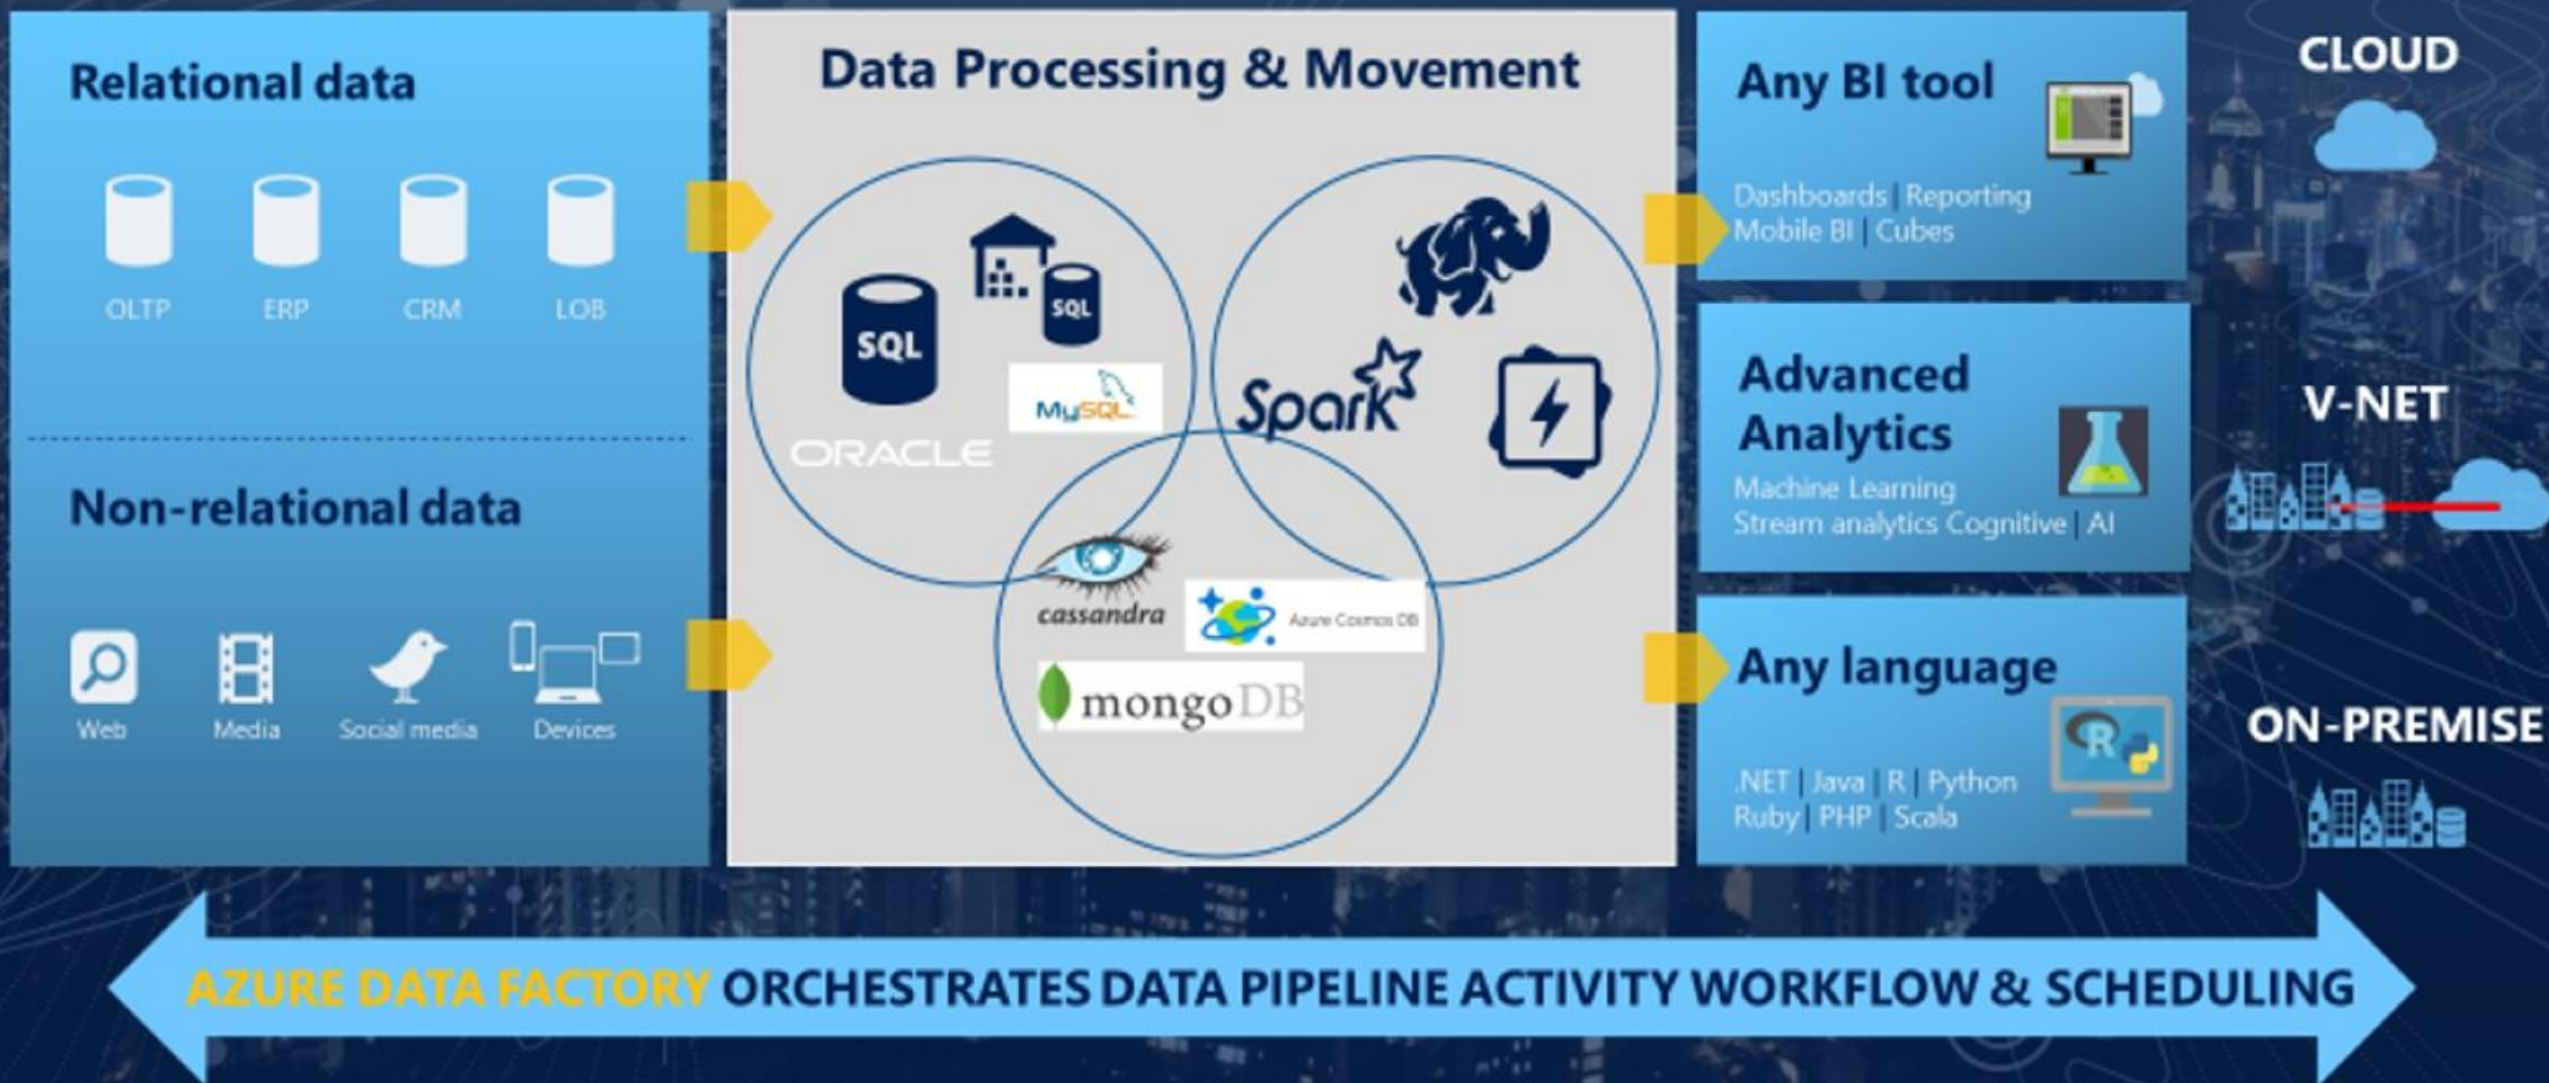 Relational data
OLTP ERP CRM LOB
Non-relational data
Web Media Social media Devices
Data Processing & Movement
SQL
SQL
MySQL
ORACLE
Spark
cassandra
Azure Cosmos DB
mongoDB
Any BI tool
Dashboards | Reporting
Mobile BI | Cubes
Advanced
Analytics
Machine Learning
Stream analytics Cognitive | AI
Any language
R
.NET | Java | R | Python
Ruby | PHP | Scala
CLOUD
V-NET
ON-PREMISE
AZURE DATA FACTORY ORCHESTRATES DATA PIPELINE ACTIVITY WORKFLOW & SCHEDULING